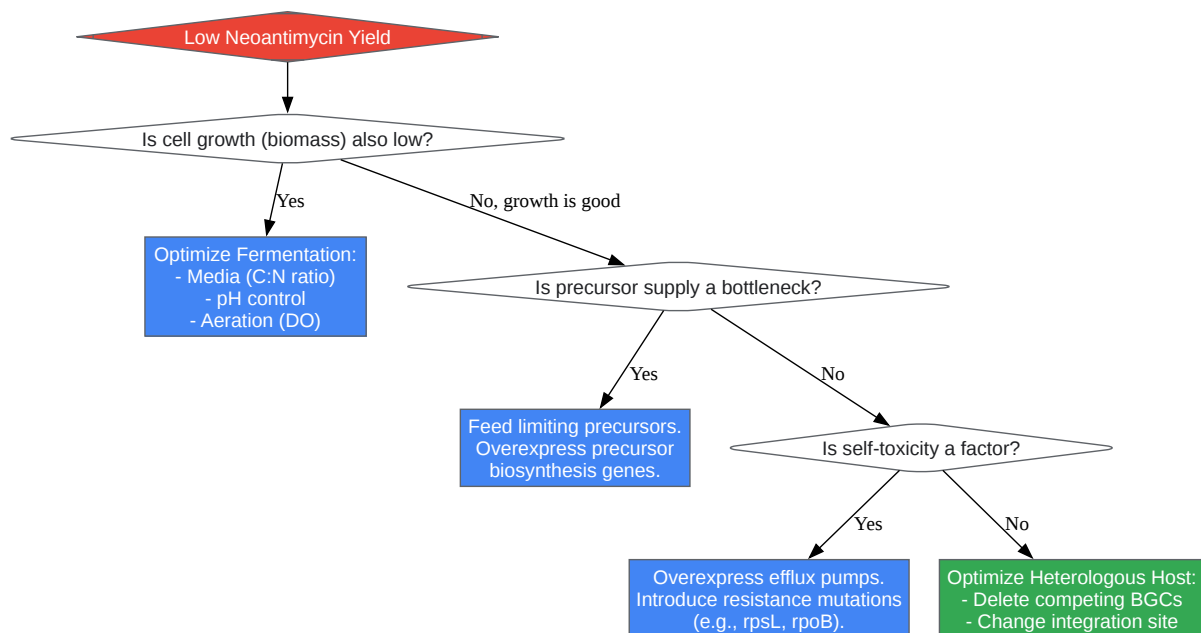 Low Neoantimycin Yield
Is cell growth (biomass) also low?
Yes
No, growth is good
Optimize Fermentation:
- Media (C:N ratio)
- pH control
- Aeration (DO)
Is precursor supply a bottleneck?
Yes
No
Feed limiting precursors.
Overexpress precursor
biosynthesis genes.
Is self-toxicity a factor?
Yes
No
Overexpress efflux pumps.
Introduce resistance mutations
(e.g., rpsL, rpoB).
Optimize Heterologous Host:
- Delete competing BGCs
- Change integration site